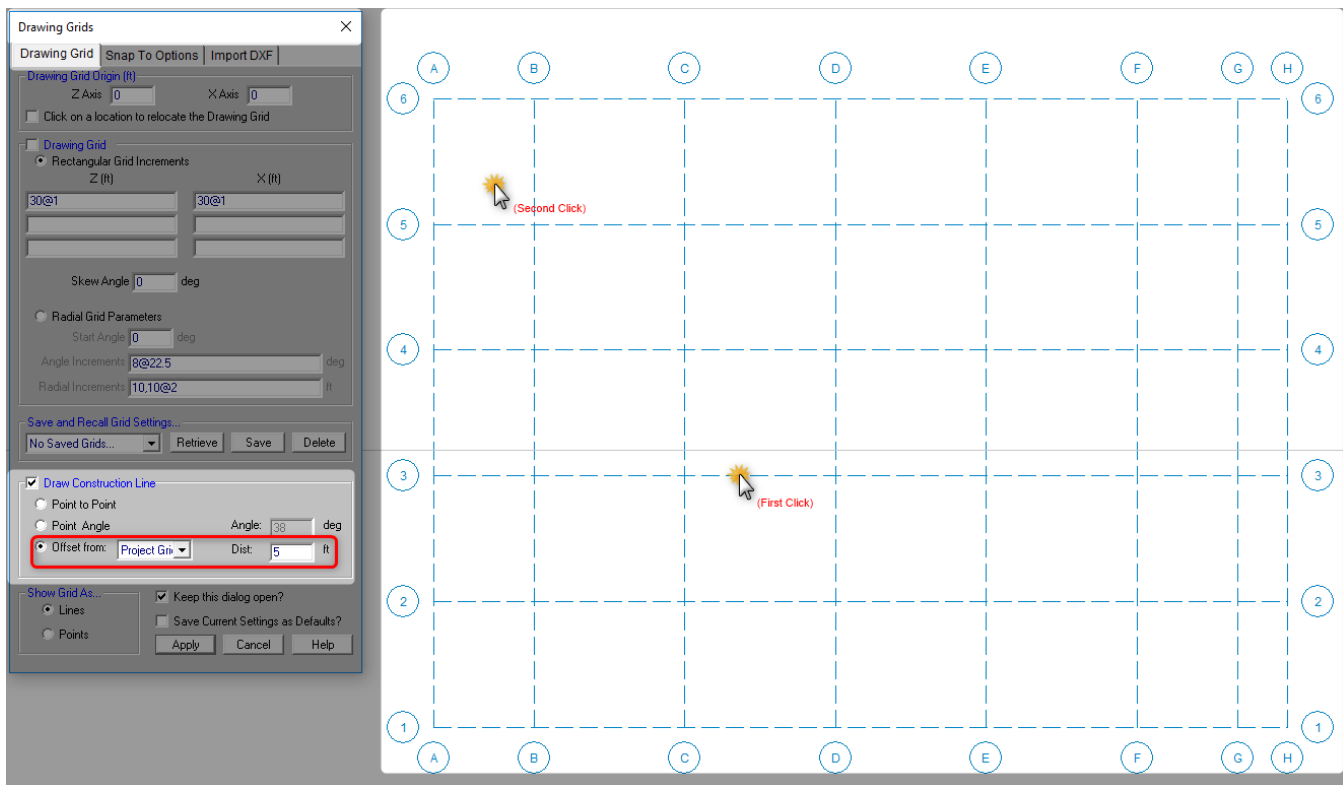 Drawing Grids
Drawing Grid Snap To Options Import DXF
Drawing Grid Origin (ft)
Z Axis 0 X Axis 0
Click on a location to relocate the Drawing Grid
Drawing Grid
Rectangular Grid Increments
Z (ft) X (ft)
30@1 30@1
Skew Angle 0 deg
Radial Grid Parameters
Start Angle 0 deg
Angle Increments 8@22.5 deg
Radial Increments 10,10@2 ft
Save and Recall Grid Settings...
No Saved Grids... Retrieve Save Delete
Draw Construction Line
Point to Point
Point Angle Angle: 38 deg
Offset from: Project Gri Dist: 5 ft
Show Grid As...
Lines
Points
Keep this dialog open?
Save Current Settings as Defaults?
Apply Cancel Help
A B C D E F G H
6 6
(Second Click)
5 5
4 4
3 3
(First Click)
2 2
1 1
A B C D E F G H